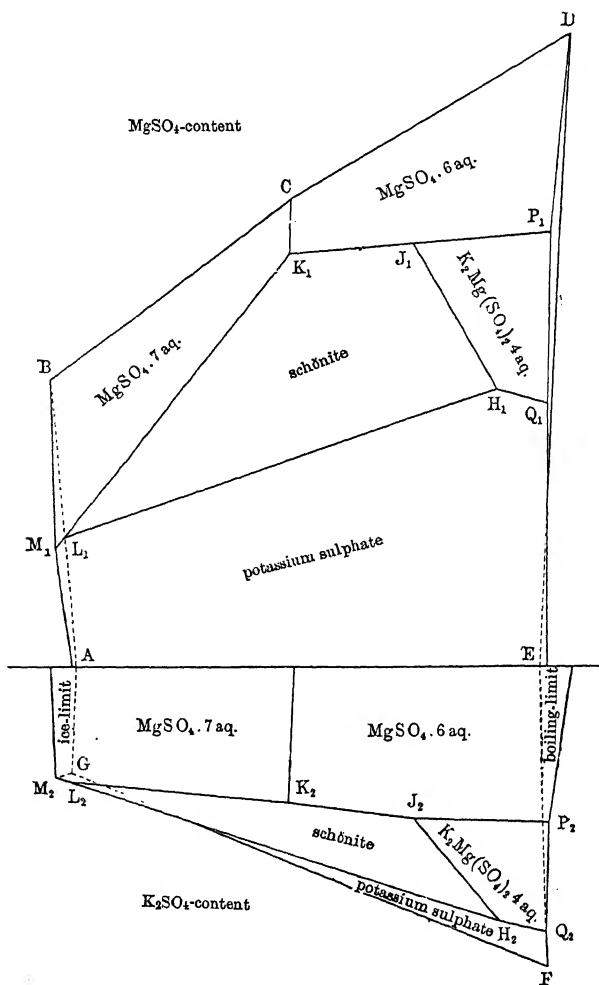 D
MgSO₄-content
MgSO₄. 6 aq.
C
P₁
K₁
J₁
K₂Mg(SO₄)₂ 4 aq.
B
MgSO₄. 7 aq.
schönite
H₁
Q₁
M₁
L₁
potassium sulphate
A
E
ice-limit
MgSO₄. 7 aq.
MgSO₄. 6 aq.
boiling-limit
G
M₂
L₂
K₂
J₂
P₂
schönite
K₂Mg(SO₄)₂ 4 aq.
K₂SO₄-content
potassium sulphate
H₂
Q₂
F